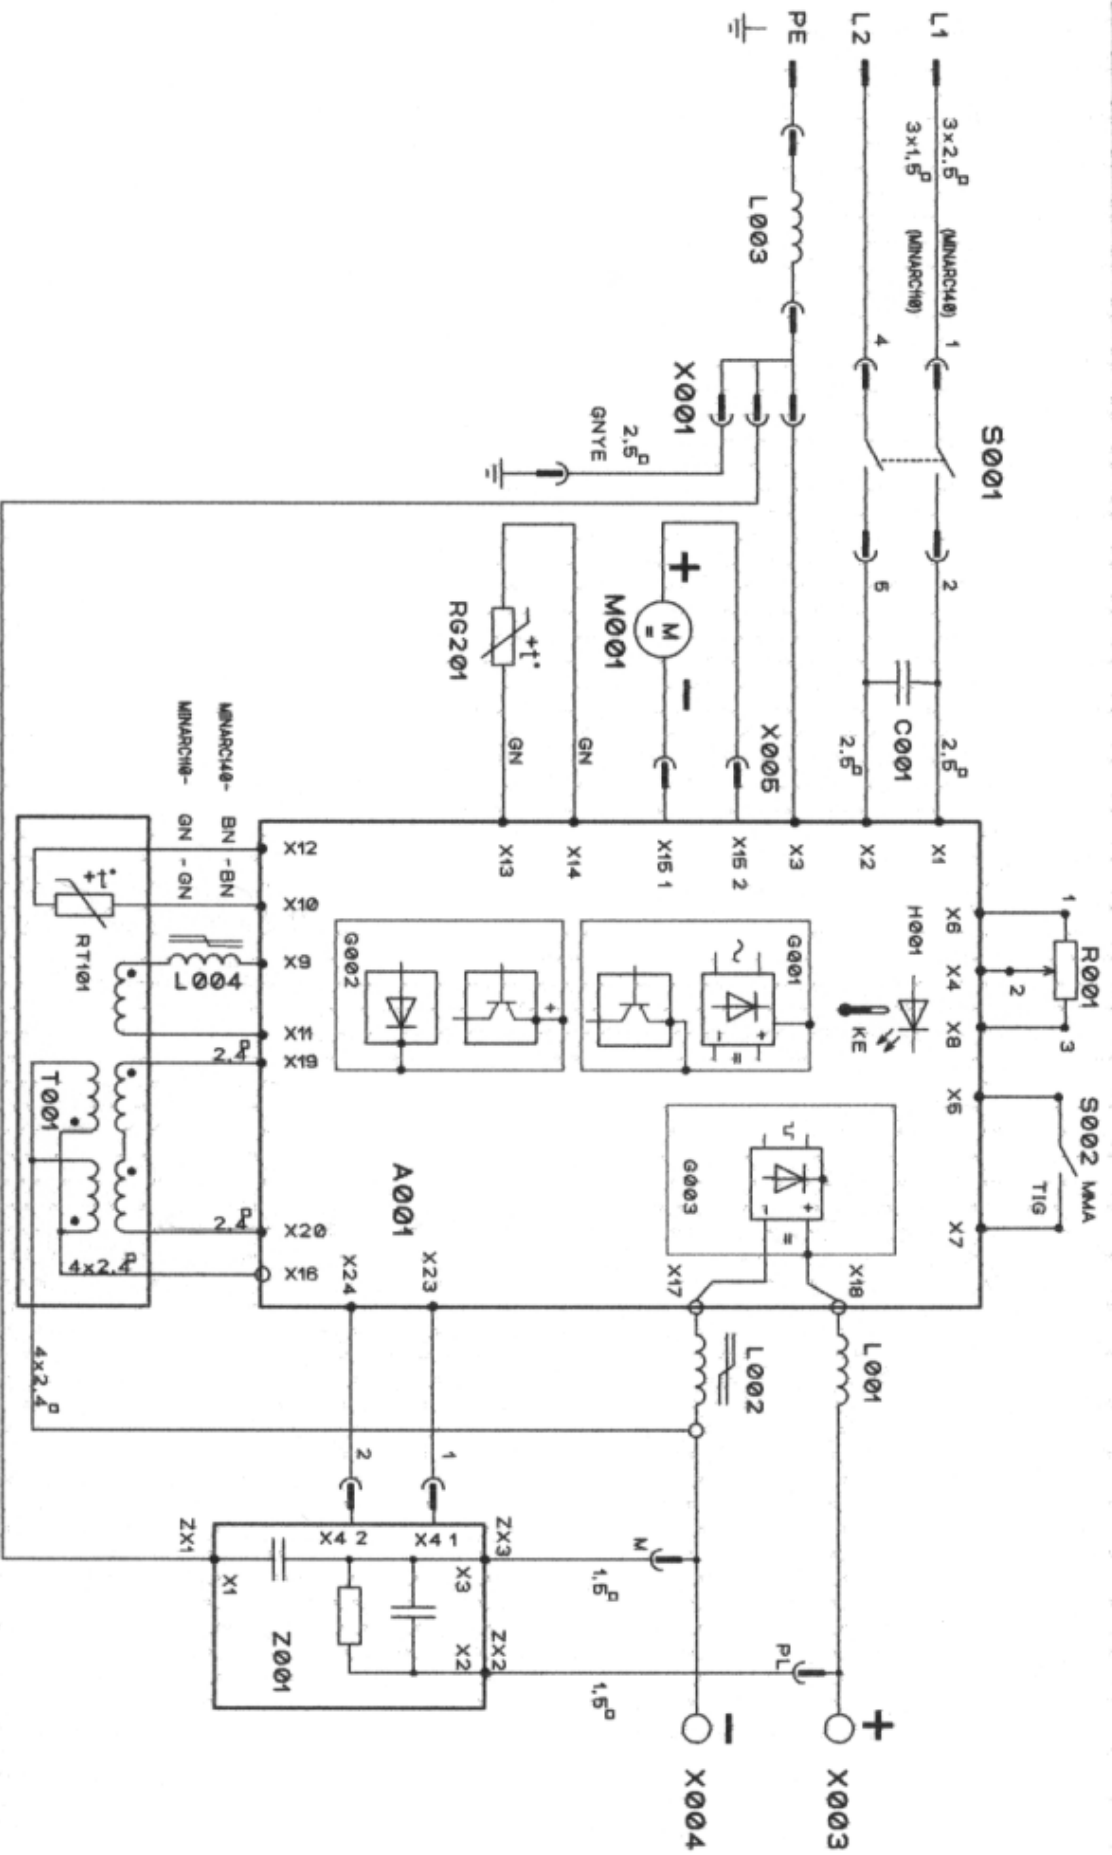 L1
3x2,5□ (MINARC140)
3x1,5□ (MINARC110)
L2
PE
L003
1
4
S001
2
5
C001
2,5□
2,5□
X001
2,5□
GNYE
+
M
=
M001
-
X005
+t°
RG201
GN
GN
MINARC140- BN -BN
MINARC110- GN -GN
X1
X2
X3
X15 2
X15 1
X14
X13
X12
X10
X9
X11
X19
X20
X16
H001
KE
G001
~
+
-
=
G002
+
G003
+
-
=
A001
X6
X4
X8
X5
X7
1
2
3
R001
S002
MMA
TIG
+t°
RT101
L004
2,4□
T001
2,4□
4x2,4□
4x2,4□
X24
X23
X17
X18
L002
L001
2
1
X4 2
X4 1
ZX1
X1
ZX3
X3
ZX2
X2
Z001
M
1,5□
PL
1,5□
-
X004
+
X003